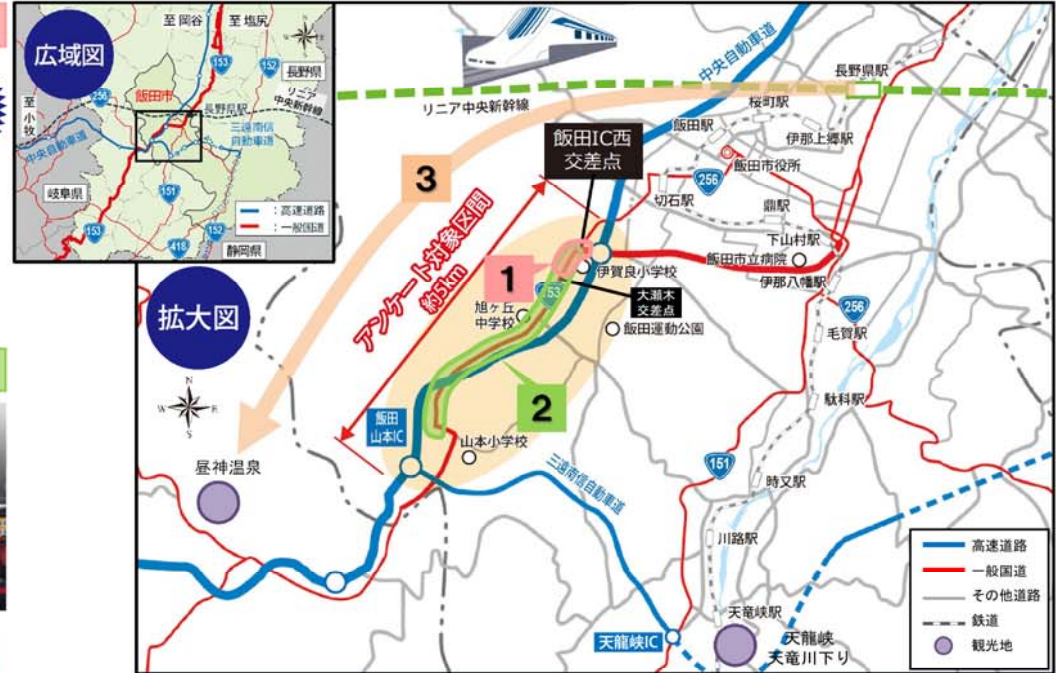 広域図
至 岡谷
至 塩尻
153
152
長野県
256
飯田市
長野県駅
リニア
中央新幹線
至
小
牧
中央自動車道
三遠南信
自動車道
岐阜県
151
153
418
152
静岡県
：高速道路
：一般国道
中央自動車道
長野県駅
リニア中央新幹線
桜町駅
飯田駅
伊那上郷駅
飯田IC西
交差点
飯田市役所
3
256
切石駅
鼎駅
アンケート対象区間
約5km
下山村駅
飯田市立病院
1
伊賀良小学校
伊那八幡駅
拡大図
153
大瀬木
交差点
旭ヶ丘
中学校
飯田運動公園
256
毛賀駅
N
W
E
S
2
駄科駅
飯田
山本IC
山本小学校
昼神温泉
三遠南信自動車道
151
時又駅
川路駅
高速道路
一般国道
その他道路
鉄道
観光地
天竜峡駅
天龍峡IC
天龍峡
天竜川下り